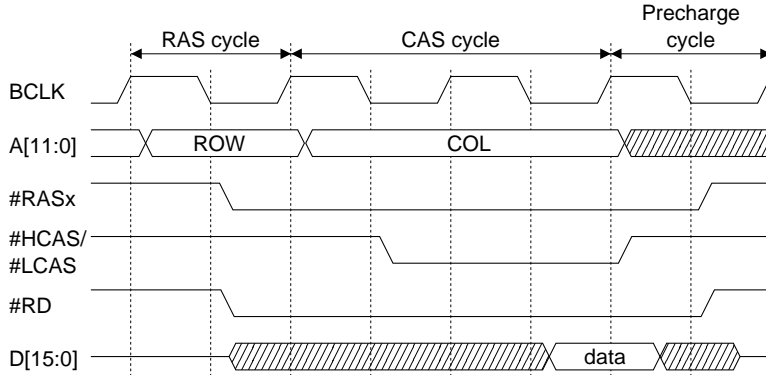 Precharge
RAS cycle CAS cycle cycle
BCLK
A[11:0] ROW COL
#RASx
#HCAS/
#LCAS
#RD
D[15:0] data